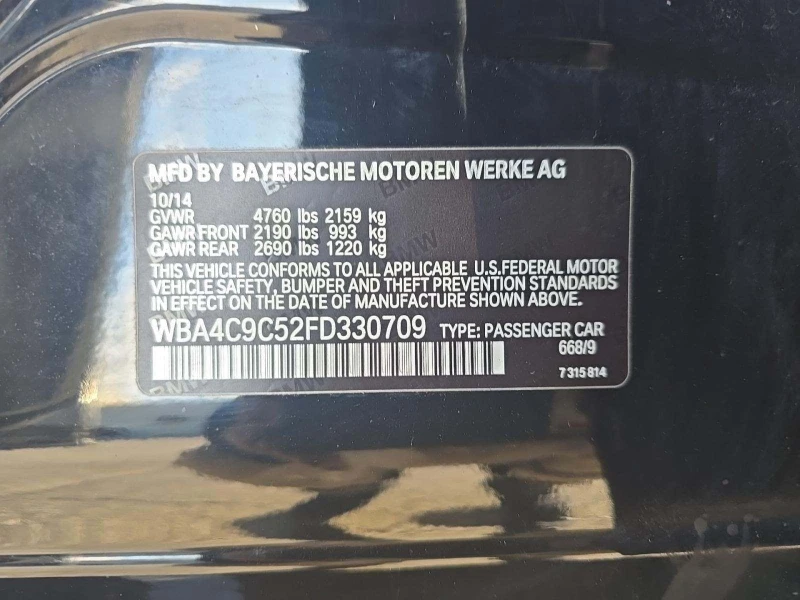 MFD BY BAYERISCHE MOTOREN WERKE AG
10/14
GVWR 4760 lbs 2159 kg
GAWR FRONT 2190 lbs 993 kg
GAWR REAR 2690 lbs 1220 kg
THIS VEHICLE CONFORMS TO ALL APPLICABLE U.S.FEDERAL MOTOR
VEHICLE SAFETY, BUMPER AND THEFT PREVENTION STANDARDS
IN EFFECT ON THE DATE OF MANUFACTURE SHOWN ABOVE.
WBA4C9C52FD330709 TYPE: PASSENGER CAR
668/9
7 315 814